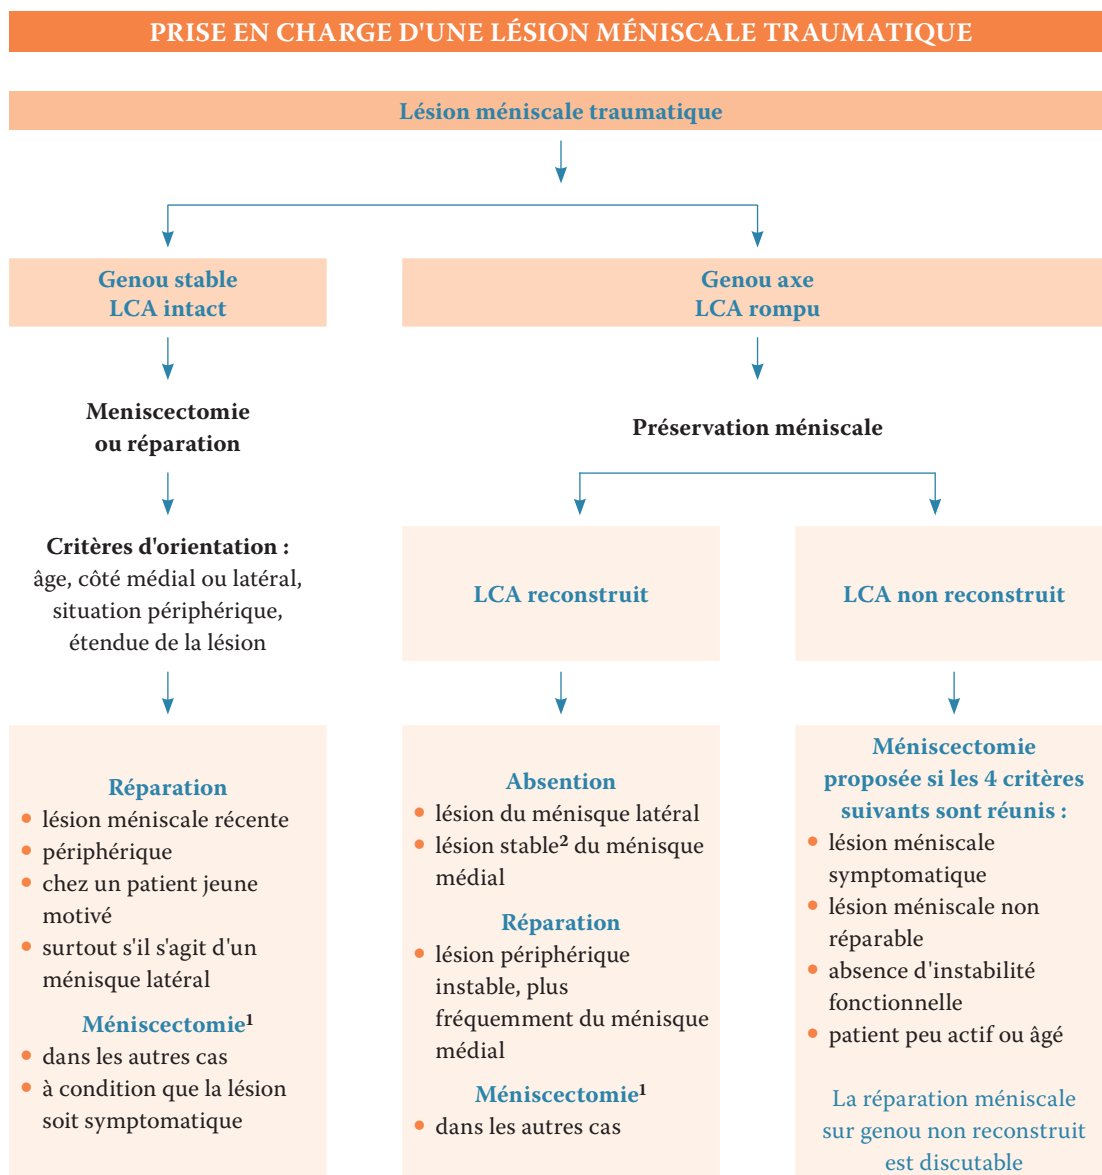 PRISE EN CHARGE D'UNE LÉSION MÉNISCALE TRAUMATIQUE
Lésion méniscale traumatique
Genou stable
LCA intact
Genou axe
LCA rompu
Meniscectomie
ou réparation
Préservation méniscale
Critères d'orientation :
âge, côté médial ou latéral,
situation périphérique,
étendue de la lésion
LCA reconstruit
LCA non reconstruit
Réparation
• lésion méniscale récente
• périphérique
• chez un patient jeune
motivé
• surtout s'il s'agit d'un
ménisque latéral
Méniscectomie¹
• dans les autres cas
• à condition que la lésion
soit symptomatique
Absention
• lésion du ménisque latéral
• lésion stable² du ménisque
médial
Réparation
• lésion périphérique
instable, plus
fréquemment du ménisque
médial
Méniscectomie¹
• dans les autres cas
Méniscectomie
proposée si les 4 critères
suivants sont réunis :
• lésion méniscale
symptomatique
• lésion méniscale non
réparable
• absence d'instabilité
fonctionnelle
• patient peu actif ou âgé
La réparation méniscale
sur genou non reconstruit
est discutable